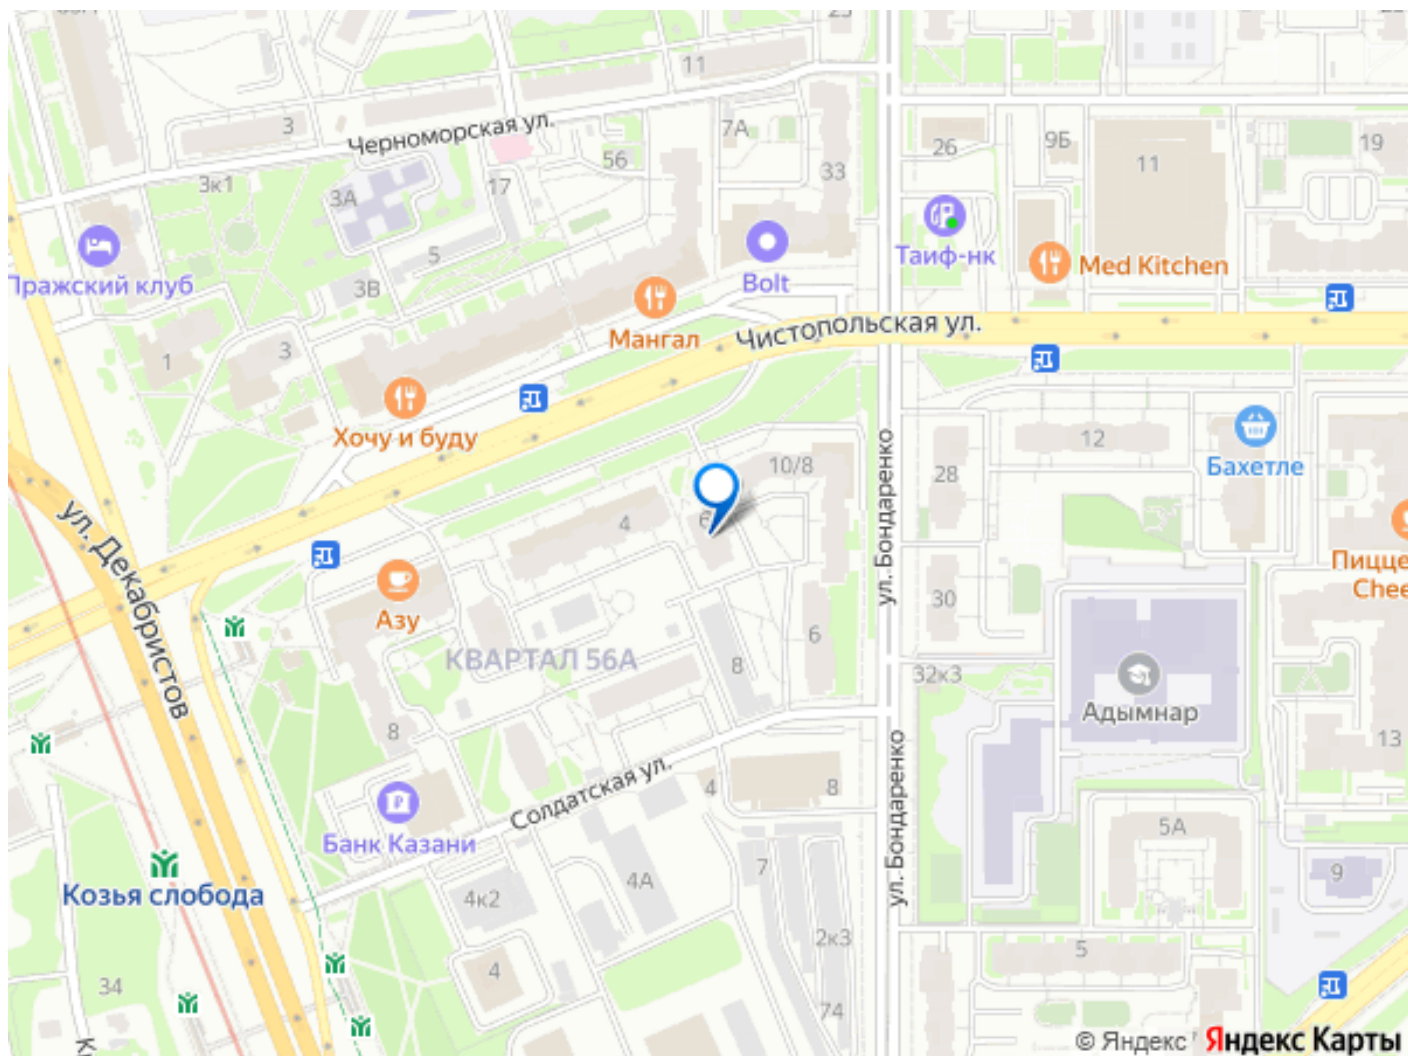 11
3
Черноморская ул.
7А
26
9Б
11
19
56
3к1
3А
17
33
5
Таиф-нк
Med Kitchen
Пражский клуб
3В
Bolt
Мангал
Чистопольская ул.
1
3
Хочу и буду
12
Бахетле
10/8
28
ул. Бондаренко
4
ул. Декабристов
Азу
30
Пицце
Chee
КВАРТАЛ 56А
6
8
32к3
Адымнар
8
13
Солдатская ул.
4
8
ул. Бондаренко
Банк Казани
5А
7
4А
9
Козья слобода
4к2
2к3
4
5
34
74
© Яндекс
Яндекс Карты